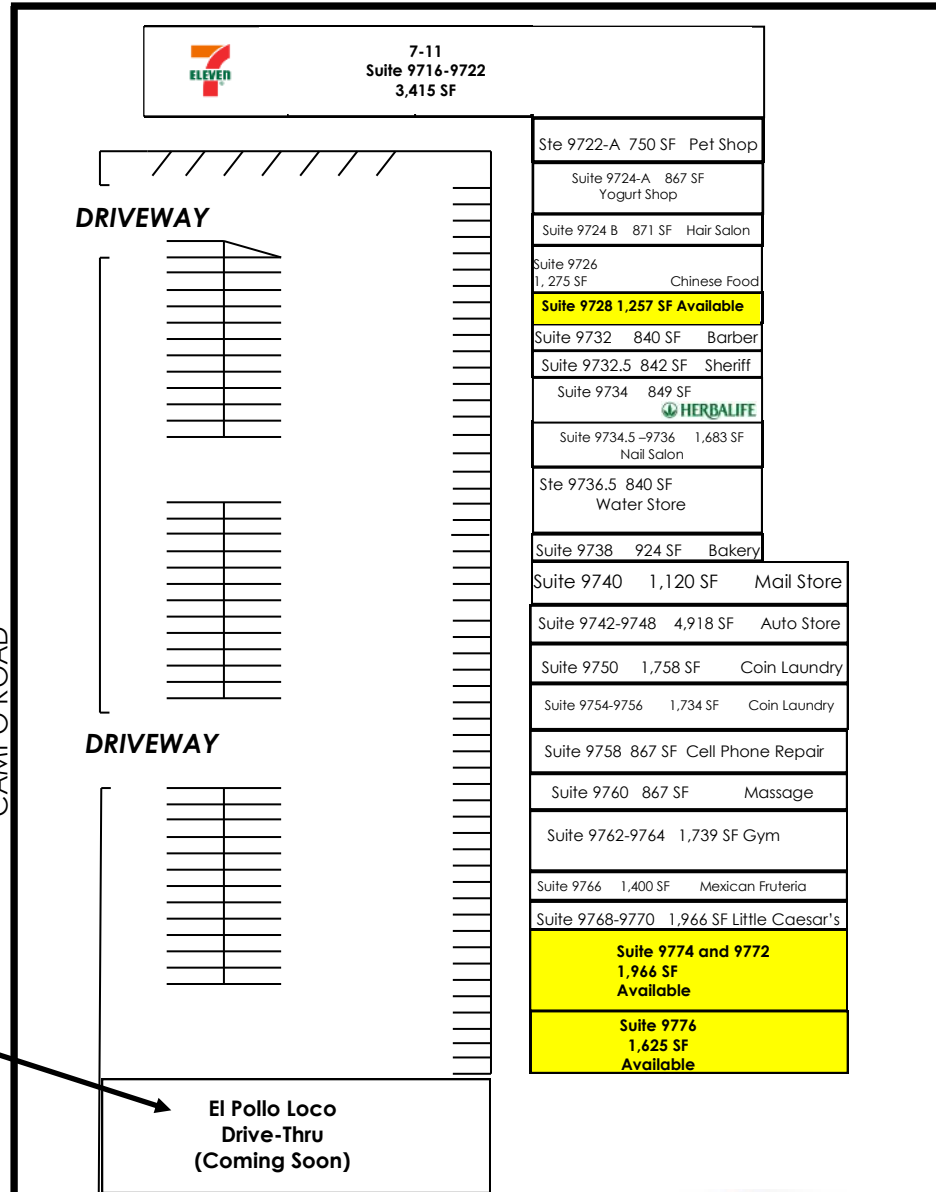 7
ELEVEN
7-11
Suite 9716-9722
3,415 SF
Ste 9722-A 750 SF Pet Shop
Suite 9724-A 867 SF
Yogurt Shop
DRIVEWAY
Suite 9724 B 871 SF Hair Salon
Suite 9726
1, 275 SF Chinese Food
Suite 9728 1,257 SF Available
Suite 9732 840 SF Barber
Suite 9732.5 842 SF Sheriff
Suite 9734 849 SF
HERBALIFE
Suite 9734.5 –9736 1,683 SF
Nail Salon
Ste 9736.5 840 SF
Water Store
Suite 9738 924 SF Bakery
Suite 9740 1,120 SF Mail Store
Suite 9742-9748 4,918 SF Auto Store
Suite 9750 1,758 SF Coin Laundry
Suite 9754-9756 1,734 SF Coin Laundry
CAMPO ROAD
DRIVEWAY
Suite 9758 867 SF Cell Phone Repair
Suite 9760 867 SF Massage
Suite 9762-9764 1,739 SF Gym
Suite 9766 1,400 SF Mexican Fruteria
Suite 9768-9770 1,966 SF Little Caesar's
Suite 9774 and 9772
1,966 SF
Available
Suite 9776
1,625 SF
Available
El Pollo Loco
Drive-Thru
(Coming Soon)